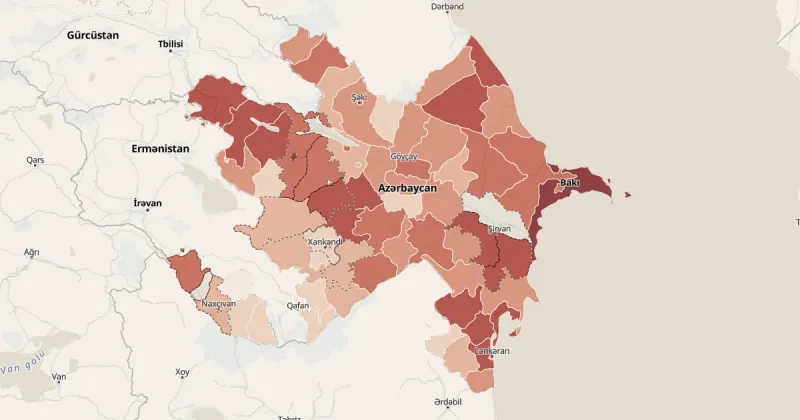 Dərbənd
Gürcüstan
Tbilisi
Şəki
Ermənistan
Göyçay
Qars
Bakı
Azərbaycan
İrəvan
Şirvan
Xankəndi
Ağrı
Naxçıvan
Qafan
Lənkəran
Van gölü
Van
Xoy
Ərdəbil
Təbriz